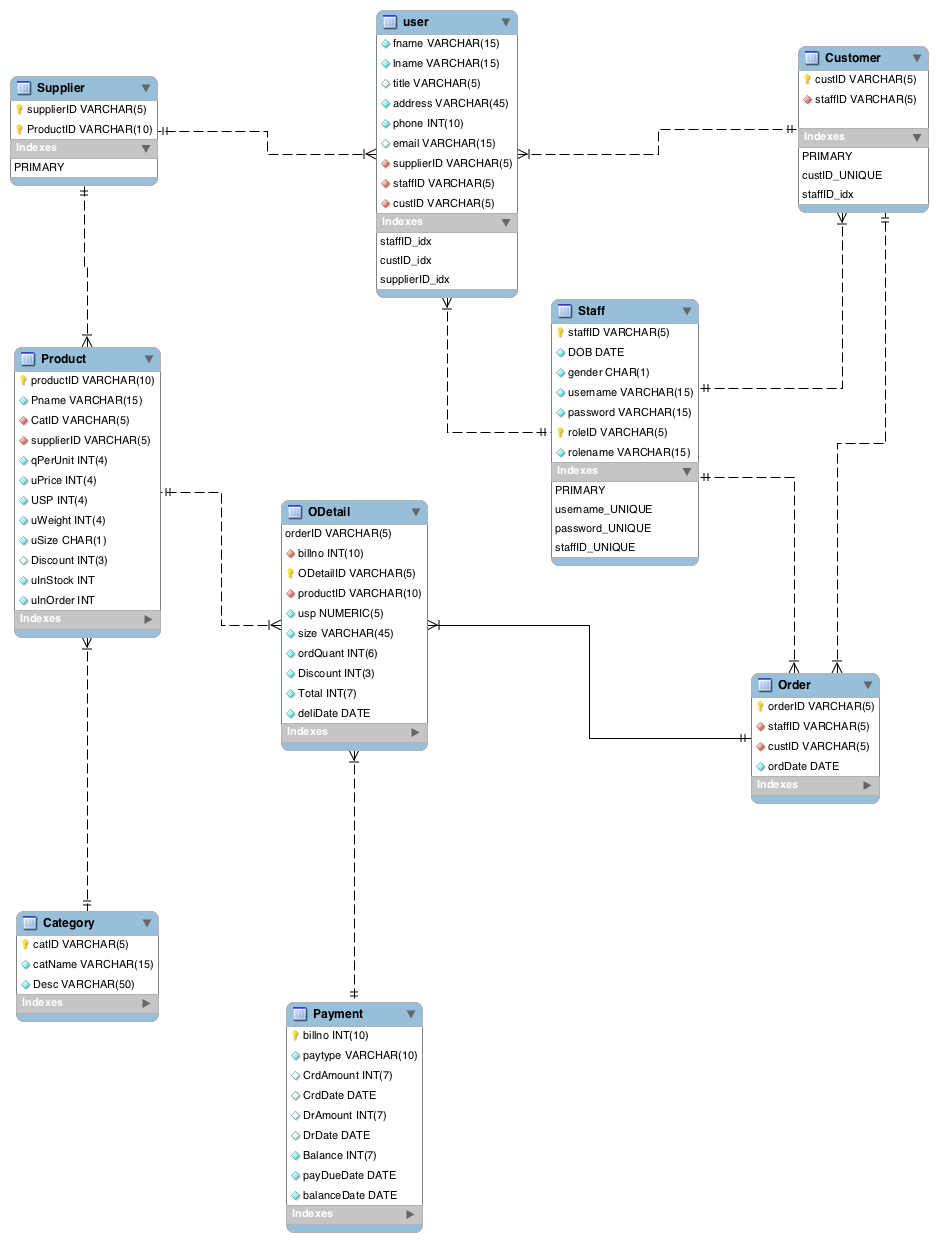 user
fname VARCHAR(15)
lname VARCHAR(15)
title VARCHAR(5)
address VARCHAR(45)
phone INT(10)
email VARCHAR(15)
supplierID VARCHAR(5)
staffID VARCHAR(5)
custID VARCHAR(5)
Indexes
staffID_idx
custID_idx
supplierID_idx
Customer
custID VARCHAR(5)
staffID VARCHAR(5)
Indexes
PRIMARY
custID_UNIQUE
staffID_idx
Supplier
supplierID VARCHAR(5)
ProductID VARCHAR(10)
Indexes
PRIMARY
Staff
staffID VARCHAR(5)
DOB DATE
gender CHAR(1)
username VARCHAR(15)
password VARCHAR(15)
roleID VARCHAR(5)
rolename VARCHAR(15)
Indexes
PRIMARY
username_UNIQUE
password_UNIQUE
staffID_UNIQUE
Product
productID VARCHAR(10)
Pname VARCHAR(15)
CatID VARCHAR(5)
supplierID VARCHAR(5)
qPerUnit INT(4)
uPrice INT(4)
USP INT(4)
uWeight INT(4)
uSize CHAR(1)
Discount INT(3)
uInStock INT
uInOrder INT
Indexes
ODetail
orderID VARCHAR(5)
billno INT(10)
ODetailID VARCHAR(5)
productID VARCHAR(10)
usp NUMERIC(5)
size VARCHAR(45)
ordQuant INT(6)
Discount INT(3)
Total INT(7)
deliDate DATE
Indexes
Order
orderID VARCHAR(5)
staffID VARCHAR(5)
custID VARCHAR(5)
ordDate DATE
Indexes
Category
catID VARCHAR(5)
catName VARCHAR(15)
Desc VARCHAR(50)
Indexes
Payment
billno INT(10)
paytype VARCHAR(10)
CrdAmount INT(7)
CrdDate DATE
DrAmount INT(7)
DrDate DATE
Balance INT(7)
payDueDate DATE
balanceDate DATE
Indexes